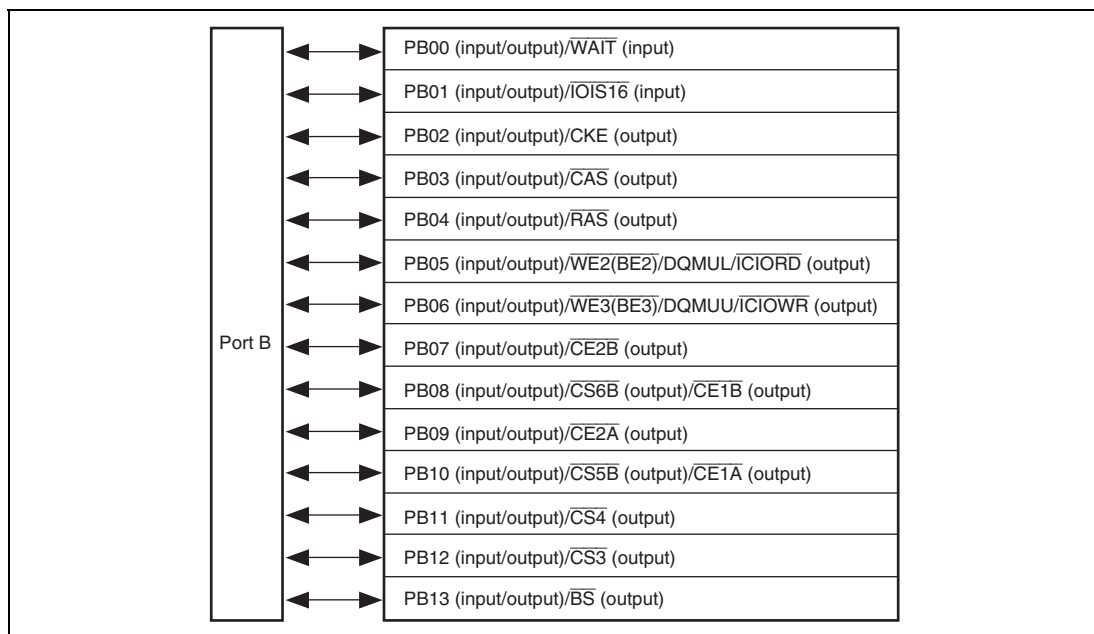 Port B
PB00 (input/output)/WAIT (input)
PB01 (input/output)/IOIS16 (input)
PB02 (input/output)/CKE (output)
PB03 (input/output)/CAS (output)
PB04 (input/output)/RAS (output)
PB05 (input/output)/WE2(BE2)/DQMUL/ICIORD (output)
PB06 (input/output)/WE3(BE3)/DQMUU/ICIOWR (output)
PB07 (input/output)/CE2B (output)
PB08 (input/output)/CS6B (output)/CE1B (output)
PB09 (input/output)/CE2A (output)
PB10 (input/output)/CS5B (output)/CE1A (output)
PB11 (input/output)/CS4 (output)
PB12 (input/output)/CS3 (output)
PB13 (input/output)/BS (output)